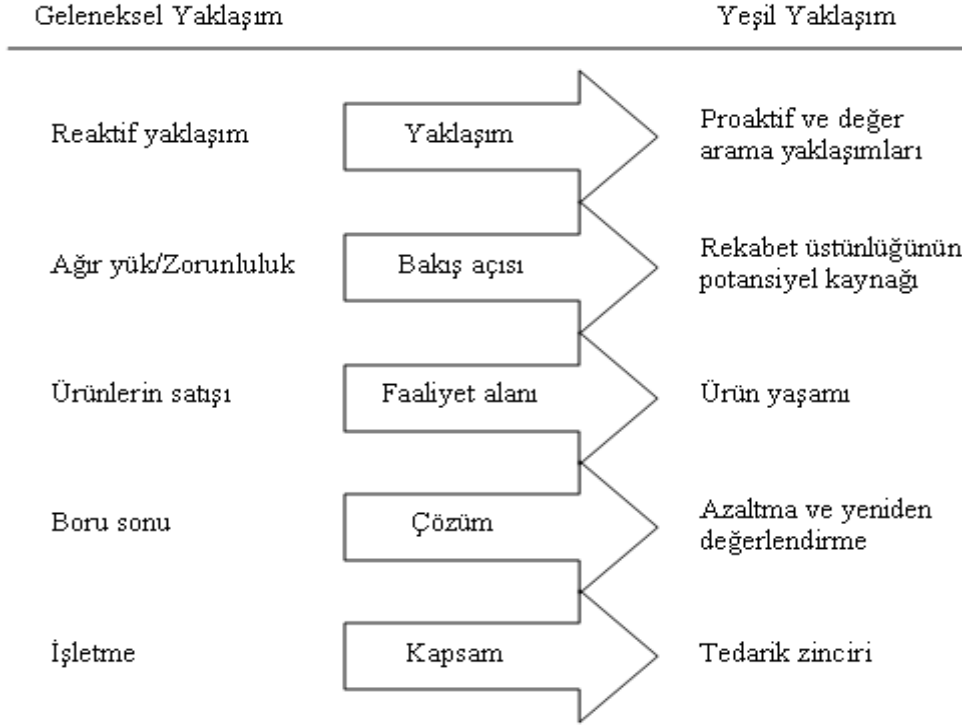 Geleneksel Yaklaşım
Yeşil Yaklaşım
Reaktif yaklaşım
Yaklaşım
Proaktif ve değer
arama yaklaşımları
Ağır yük/Zorunluluk
Bakış açısı
Rekabet üstünlüğünün
potansiyel kaynağı
Ürünlerin satışı
Faaliyet alanı
Ürün yaşamı
Boru sonu
Çözüm
Azaltma ve yeniden
değerlendirme
İşletme
Kapsam
Tedarik zinciri